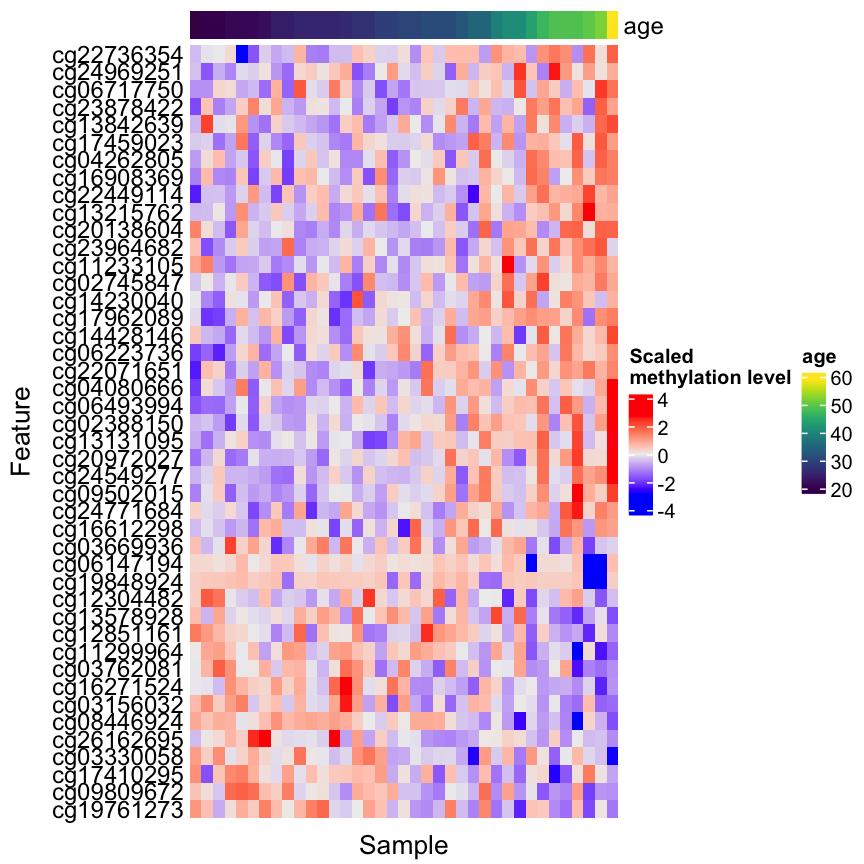 age
cg22736354
cg24969251
cg06717750
cg23878422
cg13842639
cg17459023
cg04262805
cg16908369
cg22449114
cg13215762
cg20138604
cg23964682
cg11233105
cg02745847
cg14230040
cg17962089
cg14428146
cg06223736
cg22071651
cg04080666
cg06493994
cg02388150
cg13131095
cg20972027
cg24549277
cg09502015
cg24771684
cg16612298
cg03669936
cg06147194
cg19848924
cg12304482
cg13578928
cg12851161
cg11299964
cg03762081
cg16271524
cg03156032
cg08446924
cg26162695
cg03330058
cg17410295
cg09809672
cg19761273
Feature
Sample
Scaled
methylation level
4
2
0
-2
-4
age
60
50
40
30
20